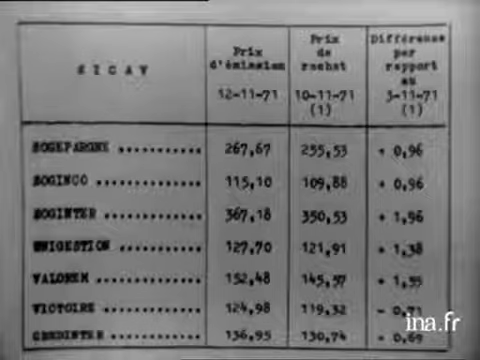 S I C A V
Prix
d'émission
12-11-71
Prix
de
rachat
10-11-71
(1)
Différence
par
rapport
au
3-11-71
(1)
SOGEPARGNE ........... 267,67 255,53 + 0,96
SOGINCO ............. 115,10 109,88 + 0,96
SOGINTER ............ 367,18 350,53 + 1,96
UNIGESTION .......... 127,70 121,91 + 1,38
VALOREM ............. 152,48 145,57 + 1,55
VICTOIRE ............ 124,98 119,32 -
CREDINTER ........... 136,95 130,74 - 0,69
ina.fr